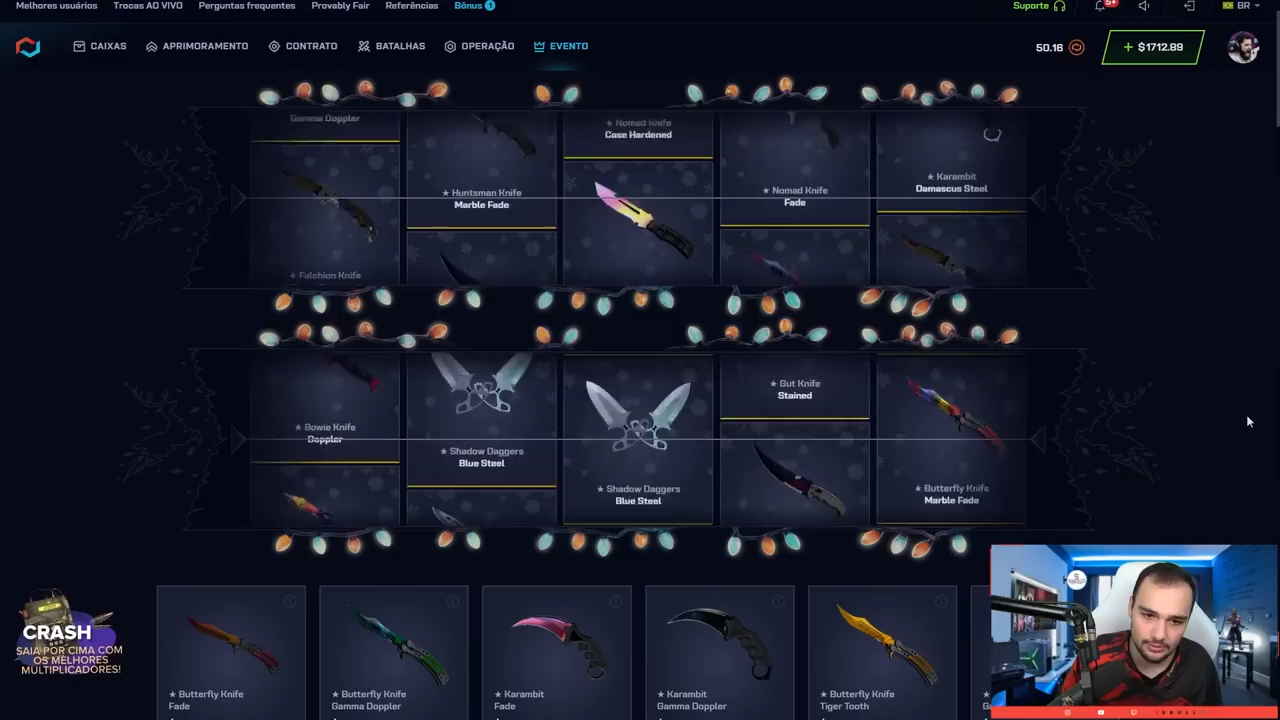 Melhores usuários Trocas AO VIVO Perguntas frequentes Provably Fair Referências Bônus 1 Suporte 5+ BR
CAIXAS APRIMORAMENTO CONTRATO BATALHAS OPERAÇÃO EVENTO 50.16 + $1712.89
Gamma Doppler
★ Nomad Knife
Case Hardened
★ Huntsman Knife
Marble Fade
★ Nomad Knife
Fade
★ Karambit
Damascus Steel
★ Falchion Knife
★ Bowie Knife
Doppler
★ Shadow Daggers
Blue Steel
★ Shadow Daggers
Blue Steel
★ Gut Knife
Stained
★ Butterfly Knife
Marble Fade
CRASH
SAIA POR CIMA COM
OS MELHORES
MULTIPLICADORES!
★ Butterfly Knife
Fade
★ Butterfly Knife
Gamma Doppler
★ Karambit
Fade
★ Karambit
Gamma Doppler
★ Butterfly Knife
Tiger Tooth